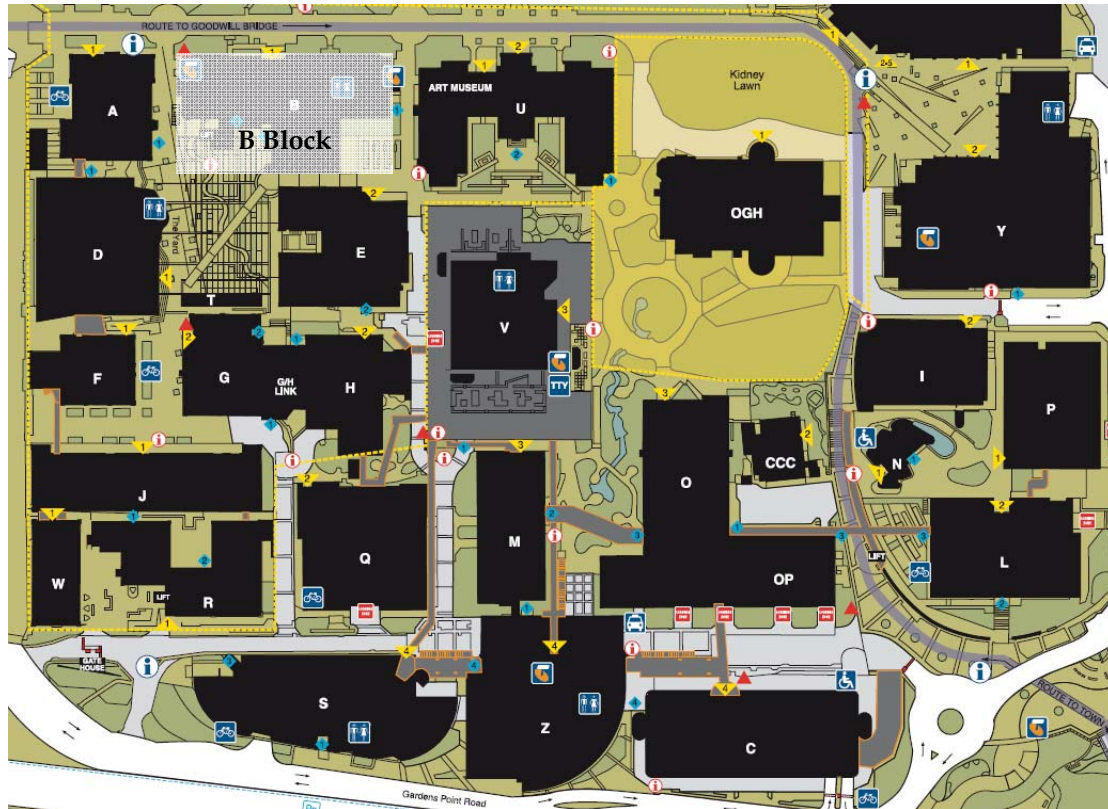 ROUTE TO GOODWILL BRIDGE
A
B
B Block
ART MUSEUM
U
Kidney
Lawn
OGH
Y
D
The Yard
E
T
V
TTY
F
G
G/H
LINK
H
I
P
N
CCC
O
J
W
R
LIFT
Q
M
OP
LIFT
L
GATE
HOUSE
S
Z
C
ROUTE TO TOWN
Gardens Point Road